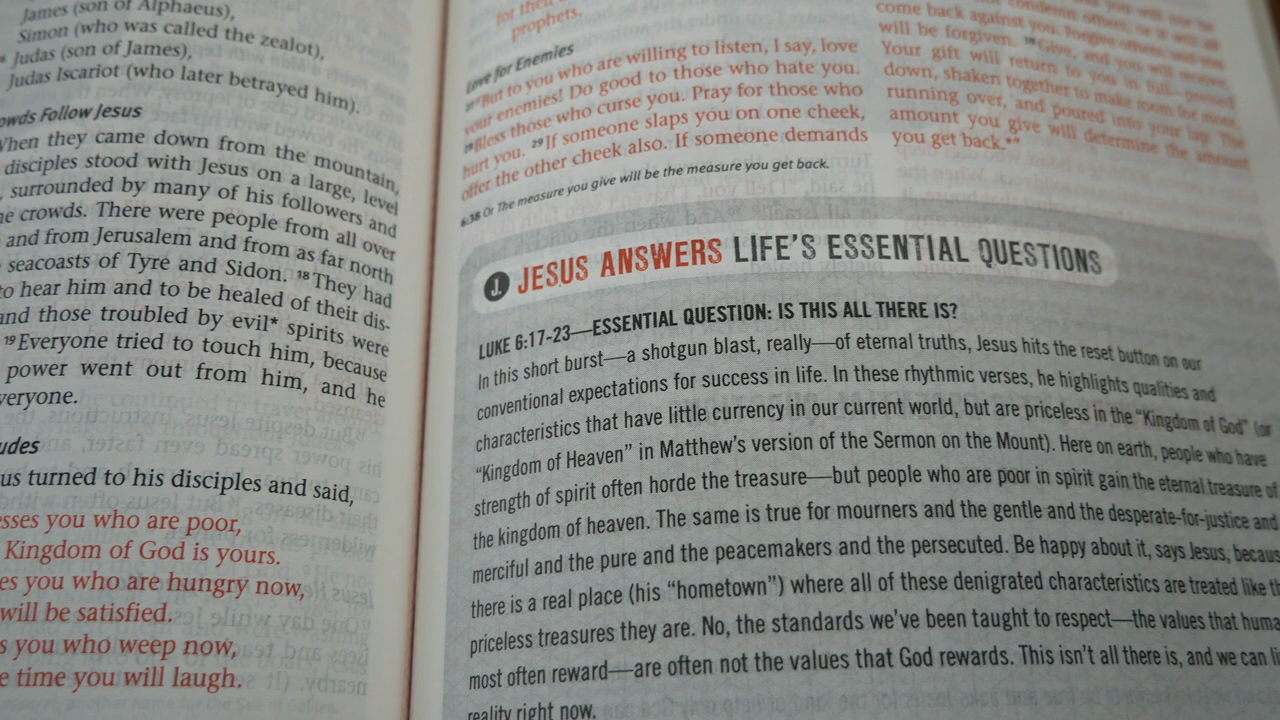 James (son of Alphaeus),
Simon (who was called the zealot),
Judas (son of James),
Judas Iscariot (who later betrayed him).
owds Follow Jesus
When they came down from the mountain,
disciples stood with Jesus on a large, level
, surrounded by many of his followers and
he crowds. There were people from all over
and from Jerusalem and from as far north
seacoasts of Tyre and Sidon. 18 They had
to hear him and to be healed of their dis-
and those troubled by evil* spirits were
19 Everyone tried to touch him, because
power went out from him, and he
veryone.
udes
us turned to his disciples and said,
esses you who are poor,
Kingdom of God is yours.
es you who are hungry now,
will be satisfied.
s you who weep now,
e time you will laugh.
for their
prophets.
Love for Enemies
27 "But to you who are willing to listen, I say, love
your enemies! Do good to those who hate you.
28 Bless those who curse you. Pray for those who
hurt you. 29 If someone slaps you on one cheek,
offer the other cheek also. If someone demands
come back against you. Forgive others, and you
will be forgiven. 38 Give, and you will receive.
Your gift will return to you in full—pressed
down, shaken together to make room for more,
running over, and poured into your lap. The
amount you give will determine the amount
you get back.*"
6:38 Or The measure you give will be the measure you get back.
J. JESUS ANSWERS LIFE'S ESSENTIAL QUESTIONS
LUKE 6:17-23—ESSENTIAL QUESTION: IS THIS ALL THERE IS?
In this short burst—a shotgun blast, really—of eternal truths, Jesus hits the reset button on our
conventional expectations for success in life. In these rhythmic verses, he highlights qualities and
characteristics that have little currency in our current world, but are priceless in the "Kingdom of God" (or
"Kingdom of Heaven" in Matthew's version of the Sermon on the Mount). Here on earth, people who have
strength of spirit often horde the treasure—but people who are poor in spirit gain the eternal treasure of
the kingdom of heaven. The same is true for mourners and the gentle and the desperate-for-justice and
merciful and the pure and the peacemakers and the persecuted. Be happy about it, says Jesus, becaus
there is a real place (his "hometown") where all of these denigrated characteristics are treated like th
priceless treasures they are. No, the standards we've been taught to respect—the values that huma
most often reward—are often not the values that God rewards. This isn't all there is, and we can li
reality right now.